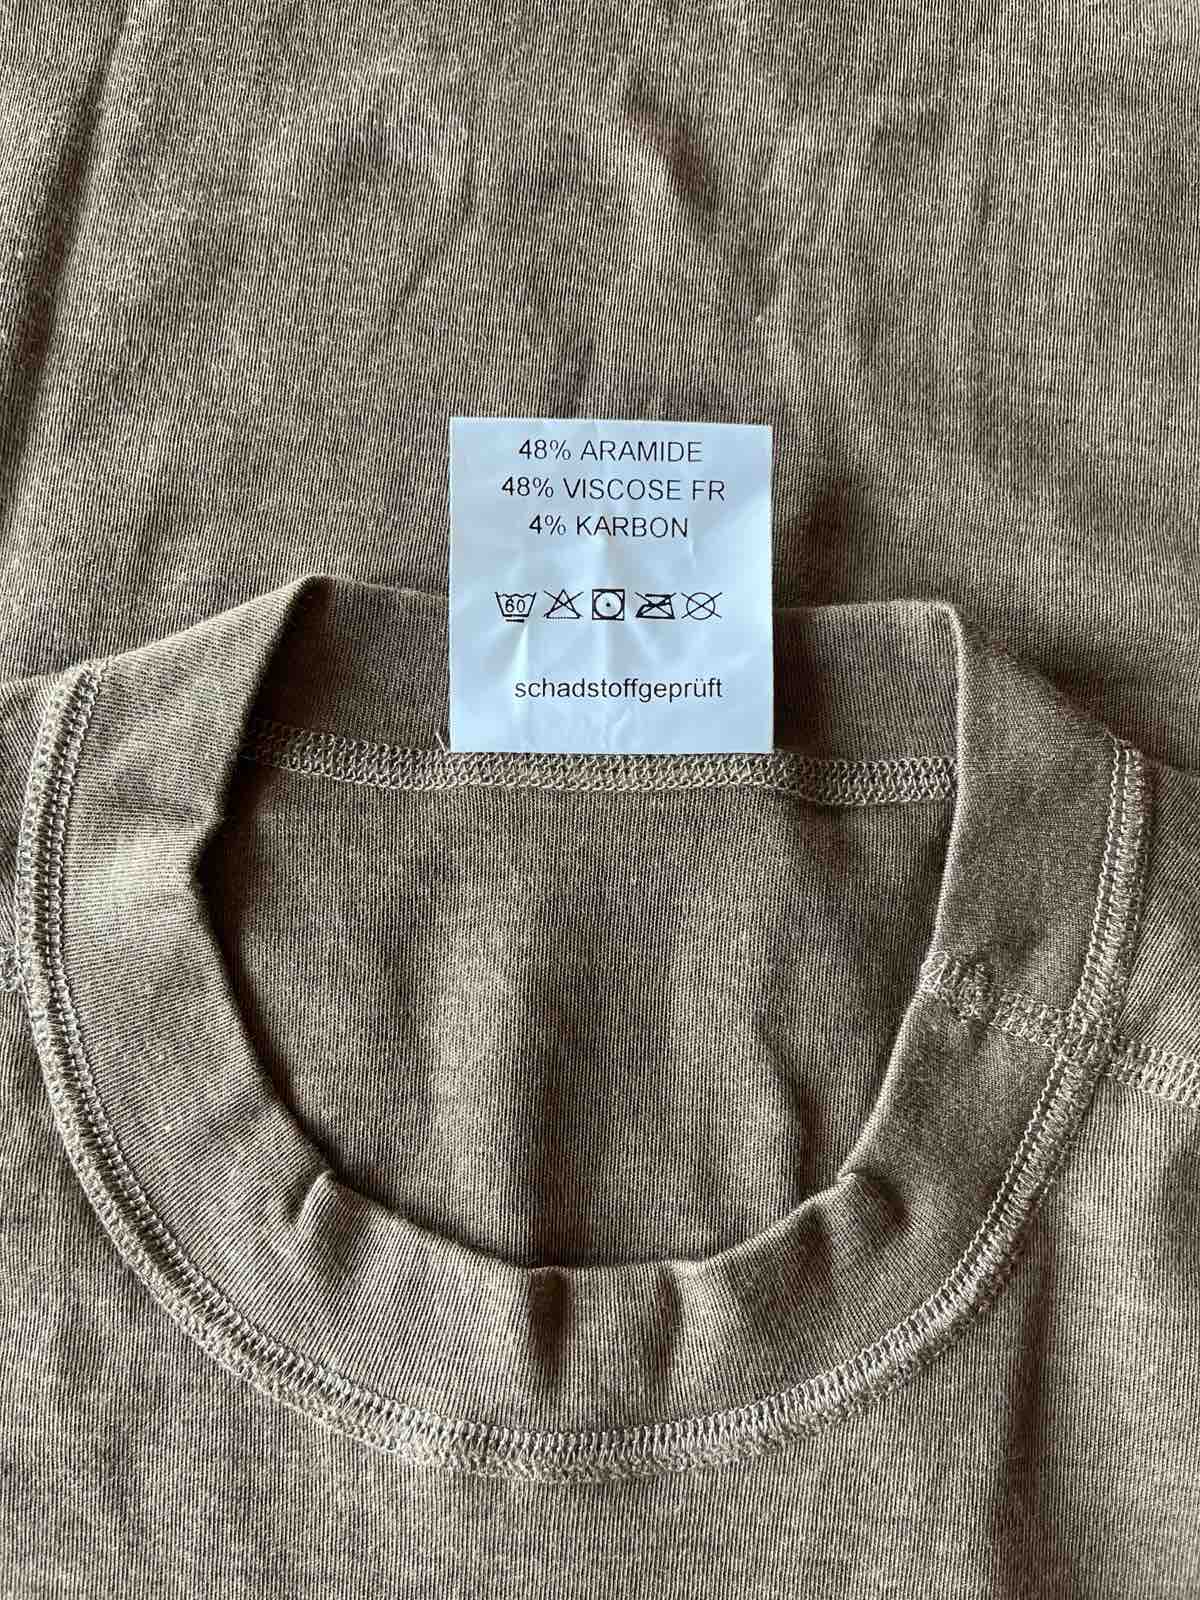 48% ARAMIDE
48% VISCOSE FR
4% KARBON
60
schadstoffgeprüft